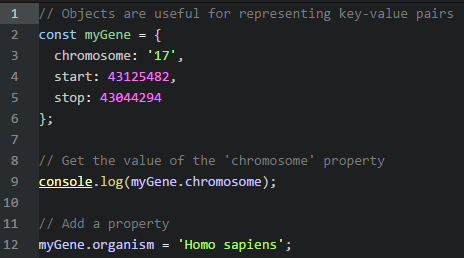 1 // Objects are useful for representing key-value pairs
2 const myGene = {
3   chromosome: '17',
4   start: 43125482,
5   stop: 43044294
6 };
7
8 // Get the value of the 'chromosome' property
9 console.log(myGene.chromosome);
10
11 // Add a property
12 myGene.organism = 'Homo sapiens';